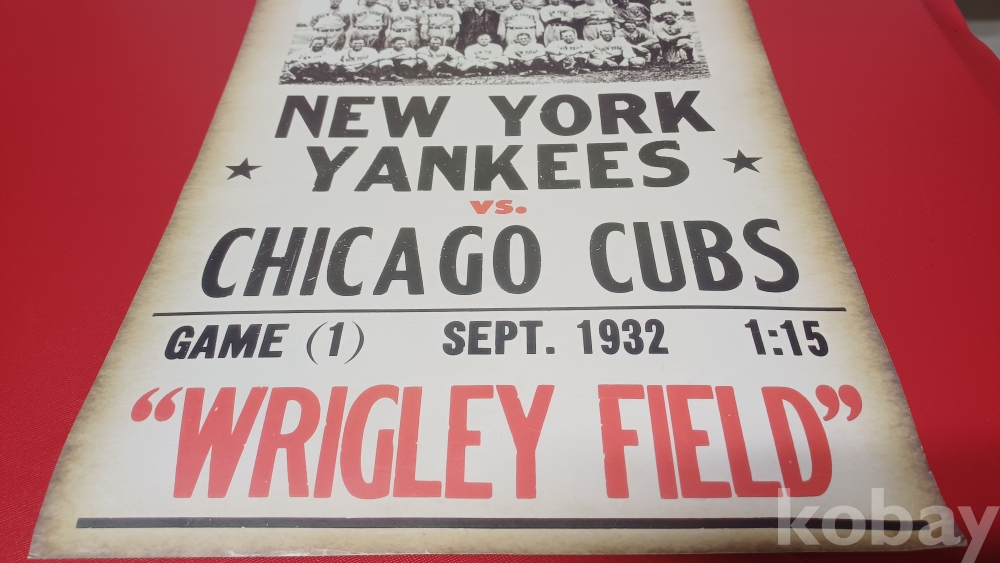 NEW YORK
YANKEES
vs.
CHICAGO CUBS
GAME (1) SEPT. 1932 1:15
“WRIGLEY FIELD”
kobay